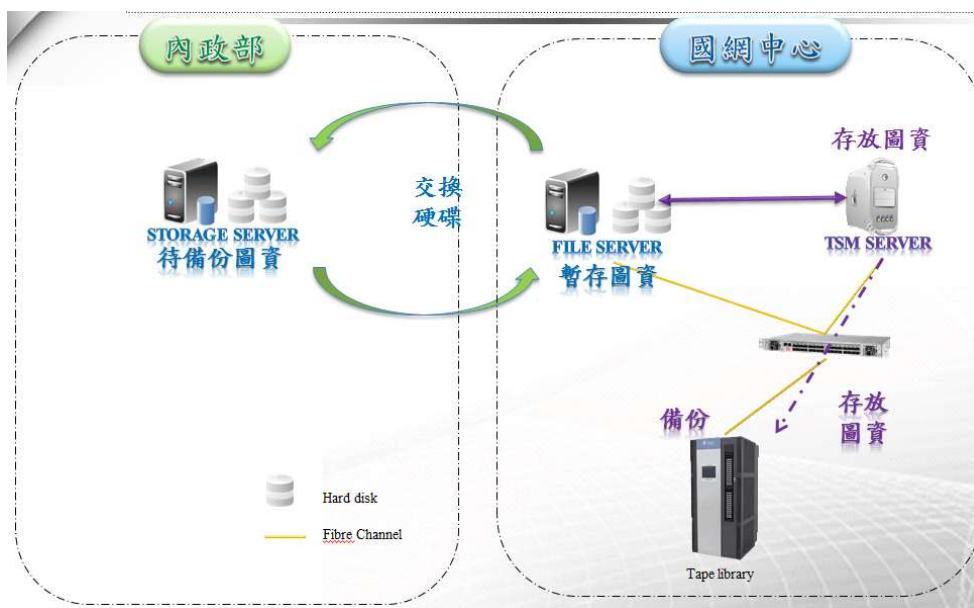 內政部
國網中心
存放圖資
交換
硬碟
STORAGE SERVER
待備份圖資
FILE SERVER
暫存圖資
TSM SERVER
備份
存放
圖資
Hard disk
Fibre Channel
Tape library